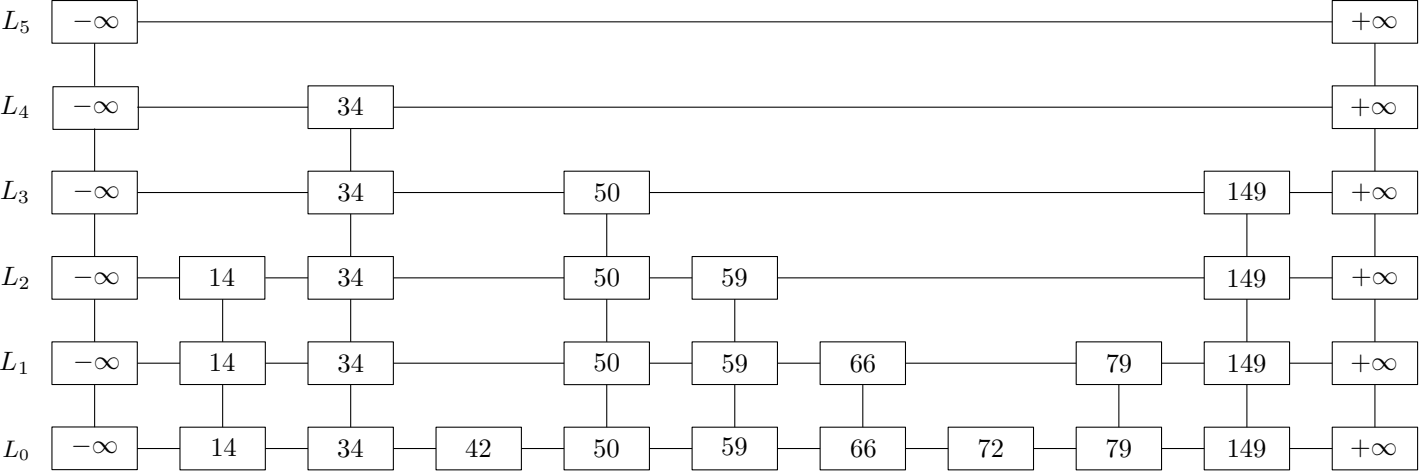 L₅ −∞ +∞
L₄ −∞ 34 +∞
L₃ −∞ 34 50 149 +∞
L₂ −∞ 14 34 50 59 149 +∞
L₁ −∞ 14 34 50 59 66 79 149 +∞
L₀ −∞ 14 34 42 50 59 66 72 79 149 +∞